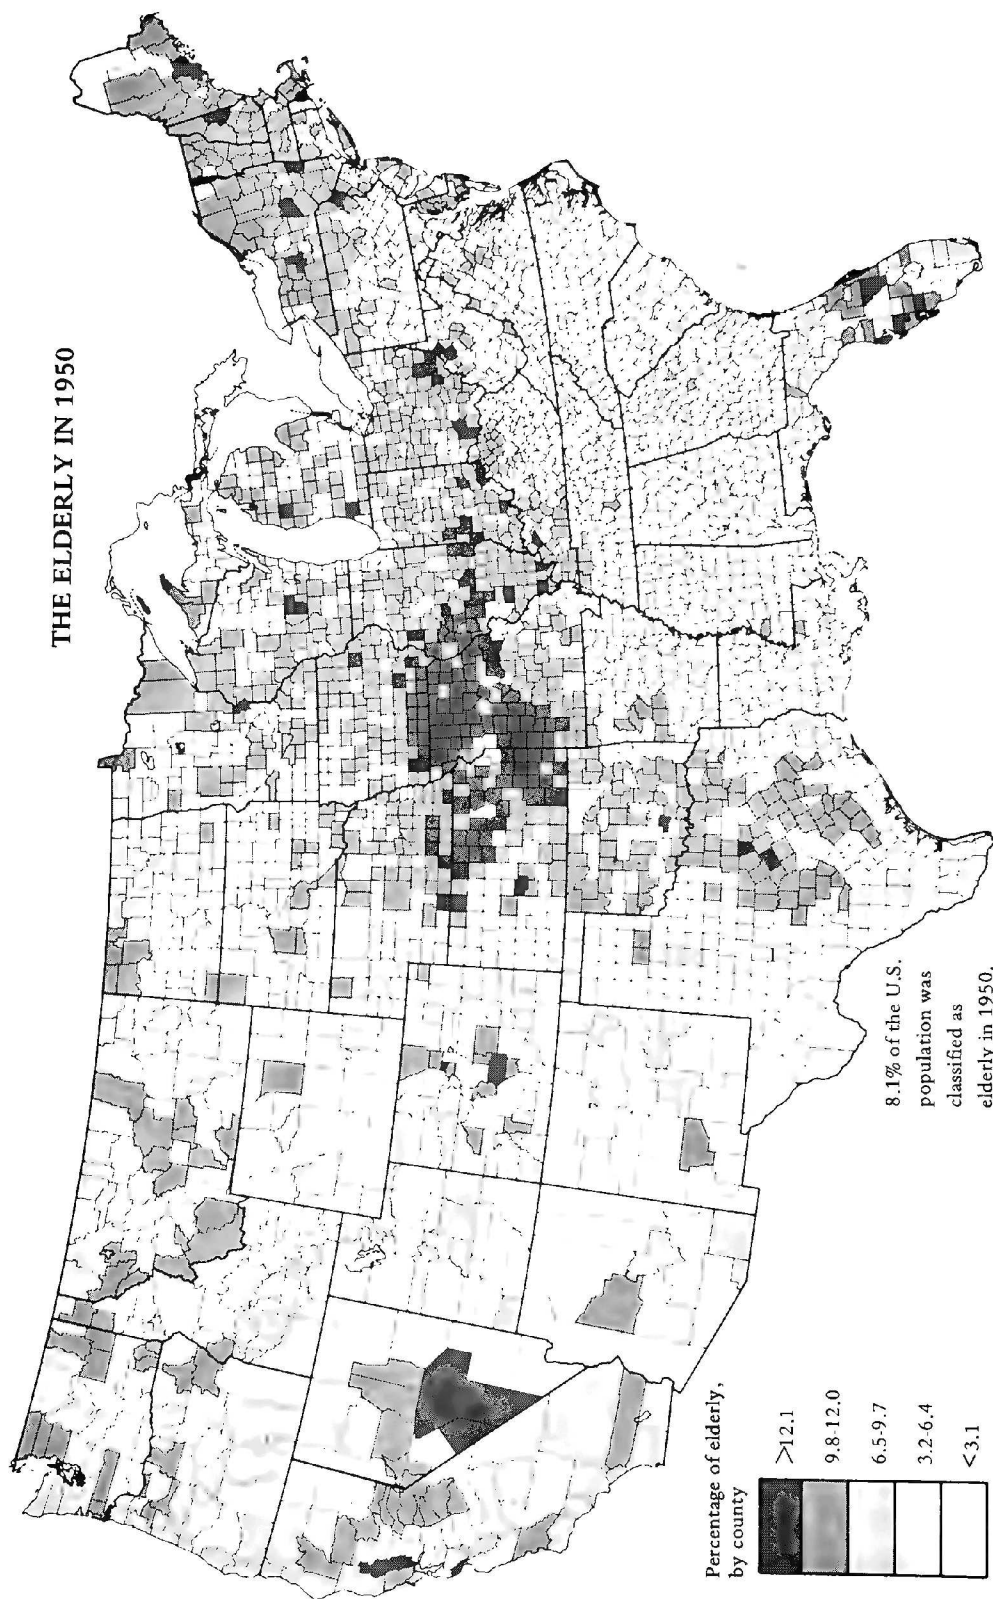 THE ELDERLY IN 1950
8.1% of the U.S.
population was
classified as
elderly in 1950.
Percentage of elderly,
by county
>12.1
9.8-12.0
6.5-9.7
3.2-6.4
<3.1